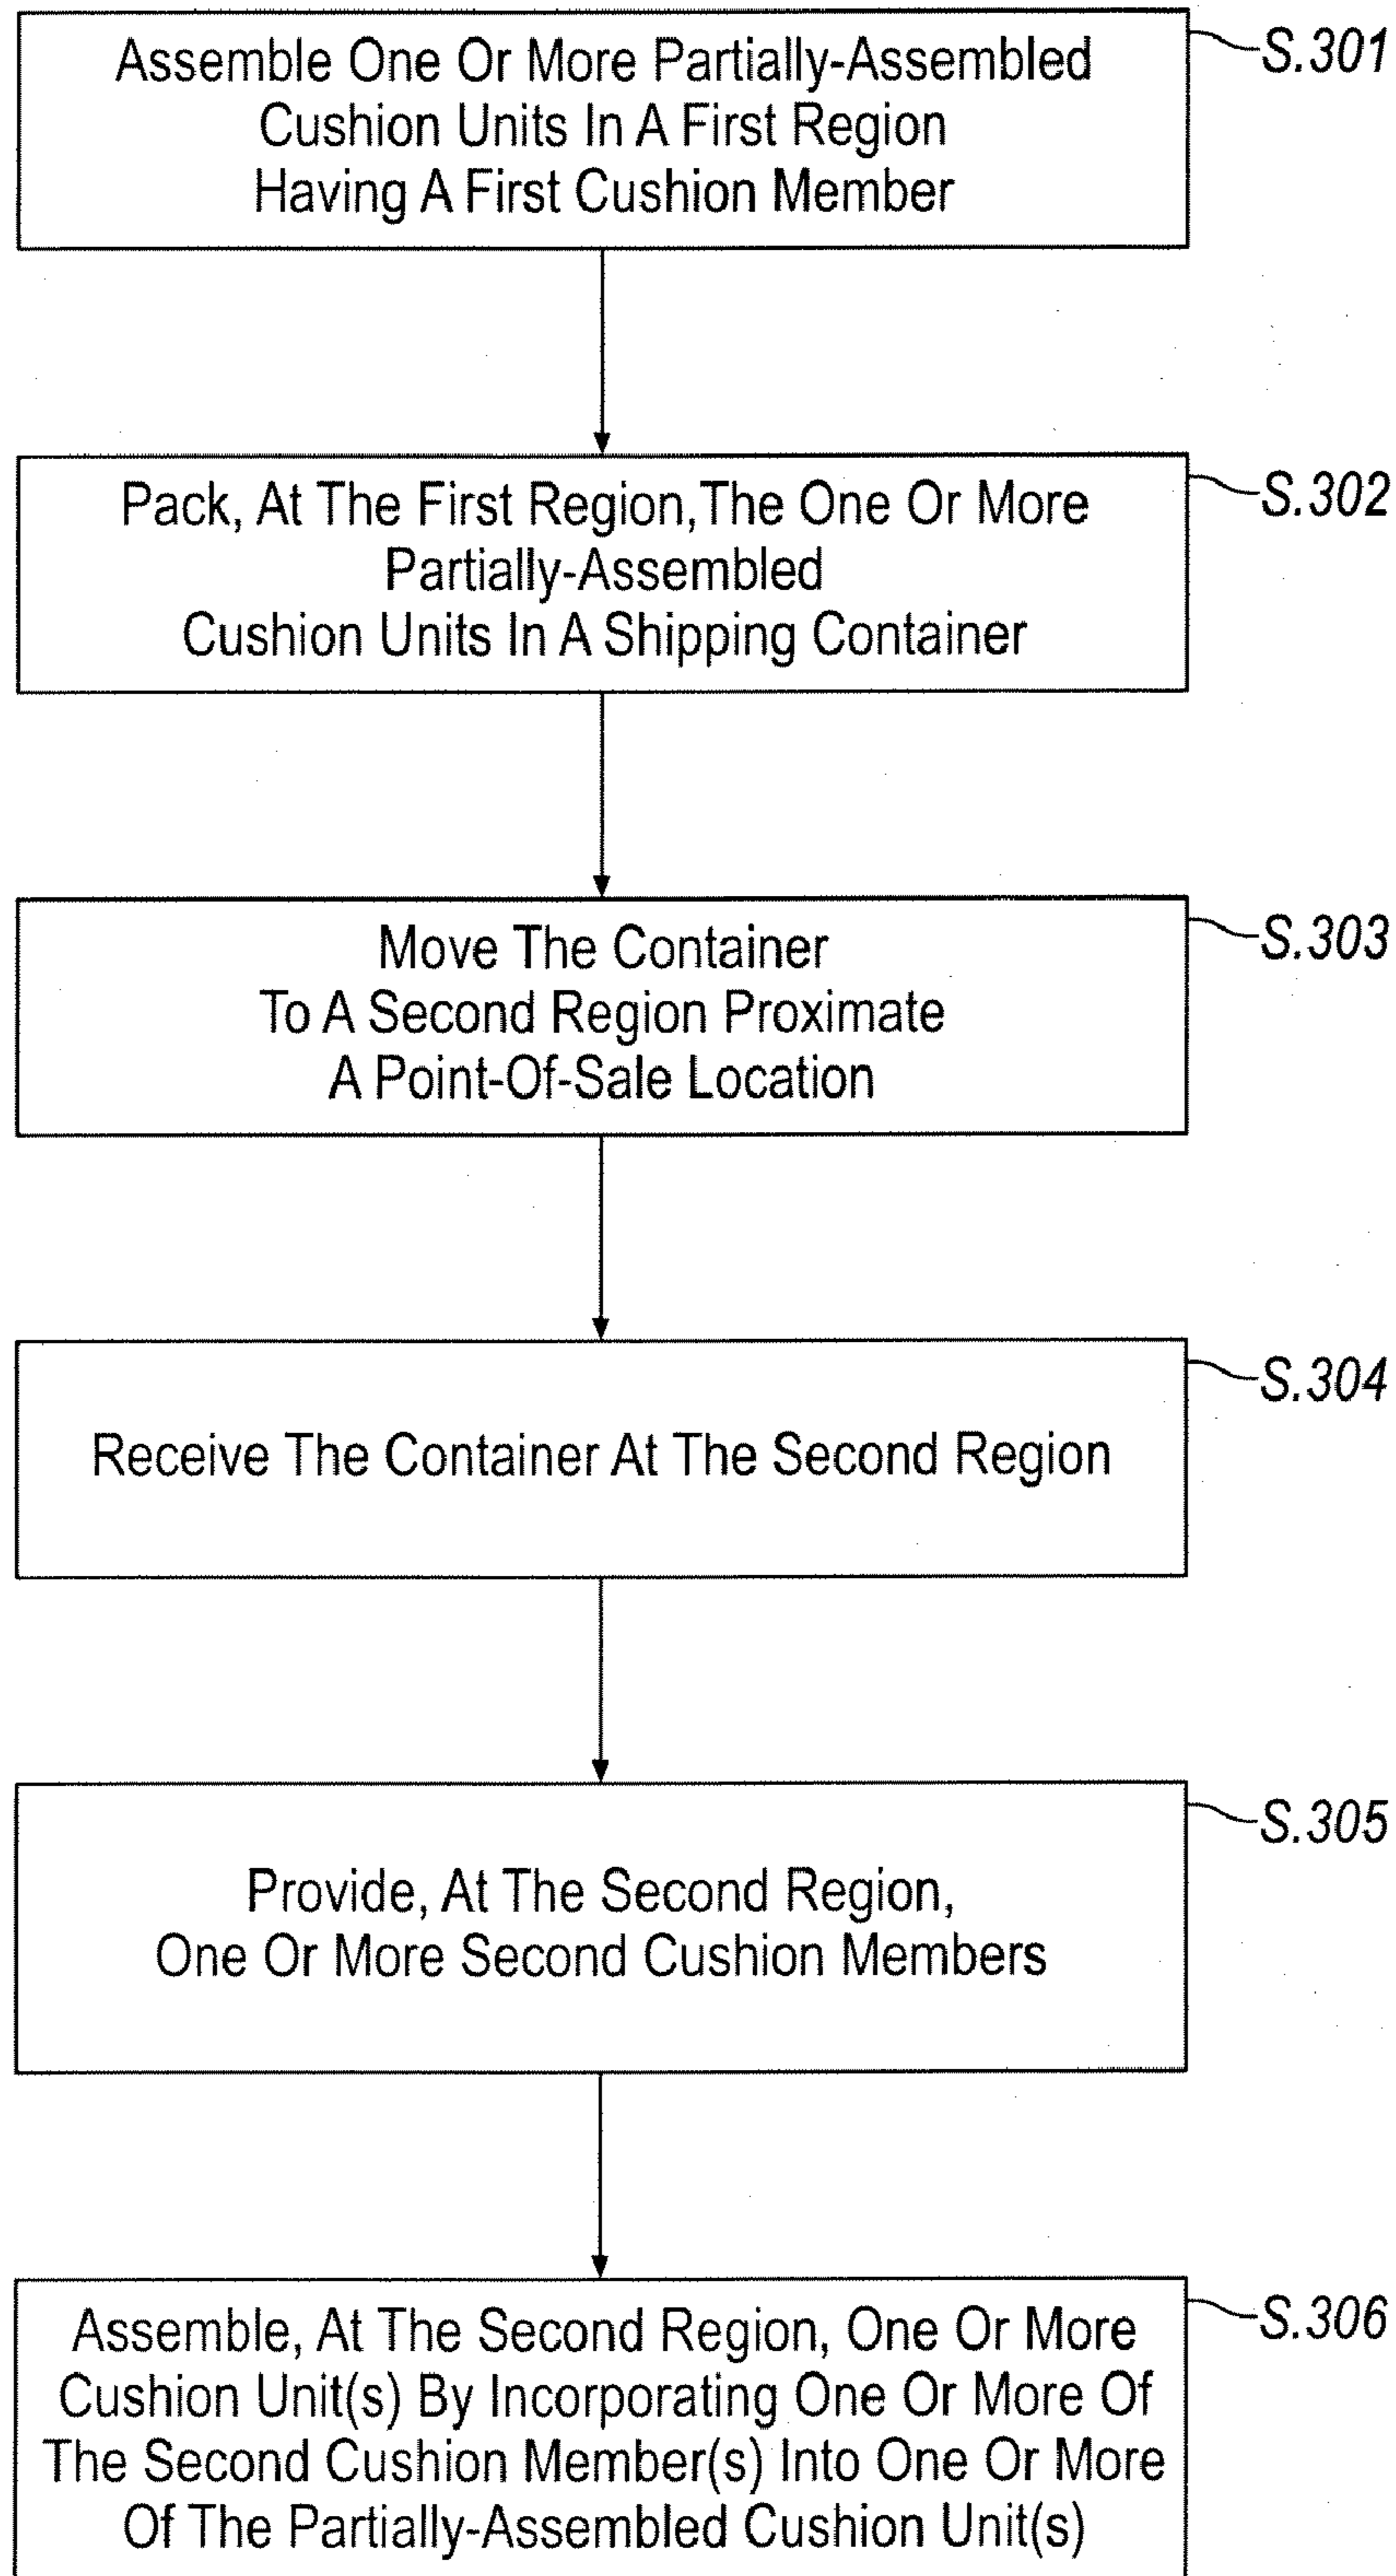 Assemble One Or More Partially-Assembled
Cushion Units In A First Region
Having A First Cushion Member
S.301
Pack, At The First Region, The One Or More
Partially-Assembled
Cushion Units In A Shipping Container
S.302
Move The Container
To A Second Region Proximate
A Point-Of-Sale Location
S.303
Receive The Container At The Second Region
S.304
Provide, At The Second Region,
One Or More Second Cushion Members
S.305
Assemble, At The Second Region, One Or More
Cushion Unit(s) By Incorporating One Or More Of
The Second Cushion Member(s) Into One Or More
Of The Partially-Assembled Cushion Unit(s)
S.306